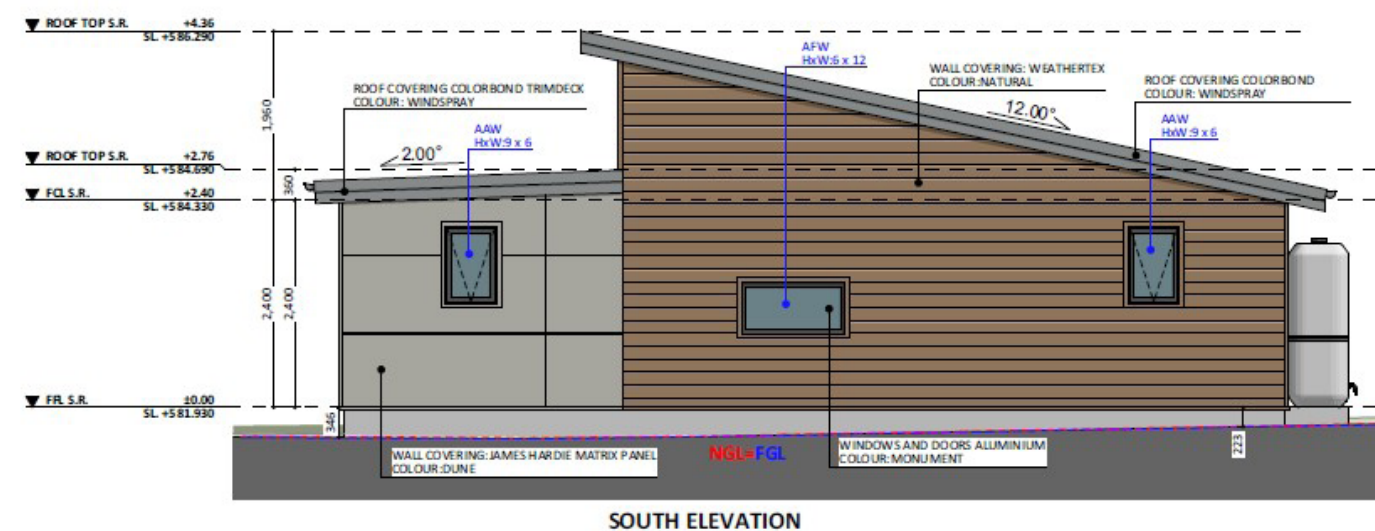 ROOF TOP S.R. +4.36
SL +586.290
AFW
HxW:6 x 12
WALL COVERING: WEATHERTEX
COLOUR:NATURAL
ROOF COVERING COLORBOND
COLOUR: WINDSPRAY
ROOF COVERING COLORBOND TRIMDECK
COLOUR: WINDSPRAY
1,960
12.00°
AAW
HxW:9 x 6
AAW
HxW:9 x 6
2.00°
ROOF TOP S.R. +2.76
SL +584.690
360
FCL S.R. +2.40
SL +584.330
2,400
2,400
FFL S.R. ±0.00
SL +581.930
346
223
WALL COVERING: JAMES HARDIE MATRIX PANEL
COLOUR:DUNE
NGL=FGL
WINDOWS AND DOORS ALUMINIUM
COLOUR:MONUMENT
SOUTH ELEVATION